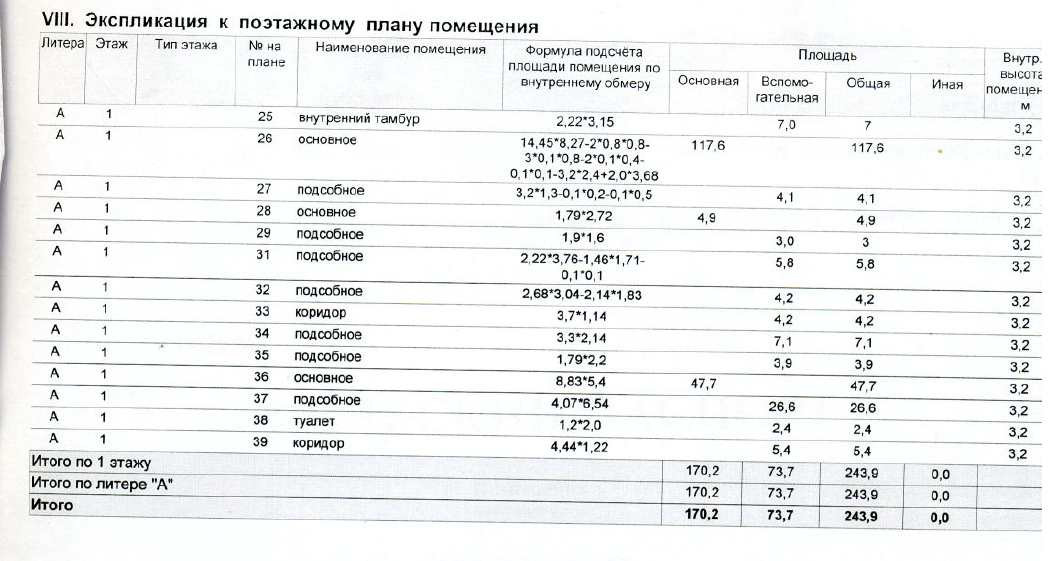 VIII. Экспликация к поэтажному плану помещения
Литера Этаж Тип этажа № на плане Наименование помещения Формула подсчёта площади помещения по внутреннему обмеру Площадь Внутр. высота помещен м
Основная Вспомо-гательная Общая Иная
А 1 25 внутренний тамбур 2,22*3,15 7,0 7 3,2
А 1 26 основное 14,45*8,27-2*0,8*0,8- 117,6 117,6 3,2
3*0,1*0,8-2*0,1*0,4-
0,1*0,1-3,2*2,4+2,0*3,68
А 1 27 подсобное 3,2*1,3-0,1*0,2-0,1*0,5 4,1 4,1 3,2
А 1 28 основное 1,79*2,72 4,9 4,9 3,2
А 1 29 подсобное 1,9*1,6 3,0 3 3,2
А 1 31 подсобное 2,22*3,76-1,46*1,71- 5,8 5,8 3,2
0,1*0,1
А 1 32 подсобное 2,68*3,04-2,14*1,83 4,2 4,2 3,2
А 1 33 коридор 3,7*1,14 4,2 4,2 3,2
А 1 34 подсобное 3,3*2,14 7,1 7,1 3,2
А 1 35 подсобное 1,79*2,2 3,9 3,9 3,2
А 1 36 основное 8,83*5,4 47,7 47,7 3,2
А 1 37 подсобное 4,07*6,54 26,6 26,6 3,2
А 1 38 туалет 1,2*2,0 2,4 2,4 3,2
А 1 39 коридор 4,44*1,22 5,4 5,4 3,2
Итого по 1 этажу 170,2 73,7 243,9 0,0
Итого по литере "А" 170,2 73,7 243,9 0,0
Итого 170,2 73,7 243,9 0,0